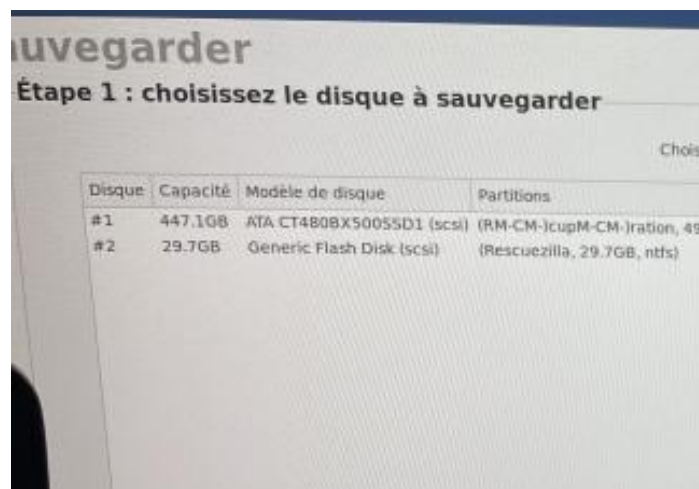 uvegarder
Étape 1 : choisissez le disque à sauvegarder
Chois
Disque Capacité Modèle de disque Partitions
#1 447.1GB ATA CT480BX500SSD1 (scsi) (RM-CM-)cupM-CM-)ration, 49
#2 29.7GB Generic Flash Disk (scsi) (Rescuezilla, 29.7GB, ntfs)